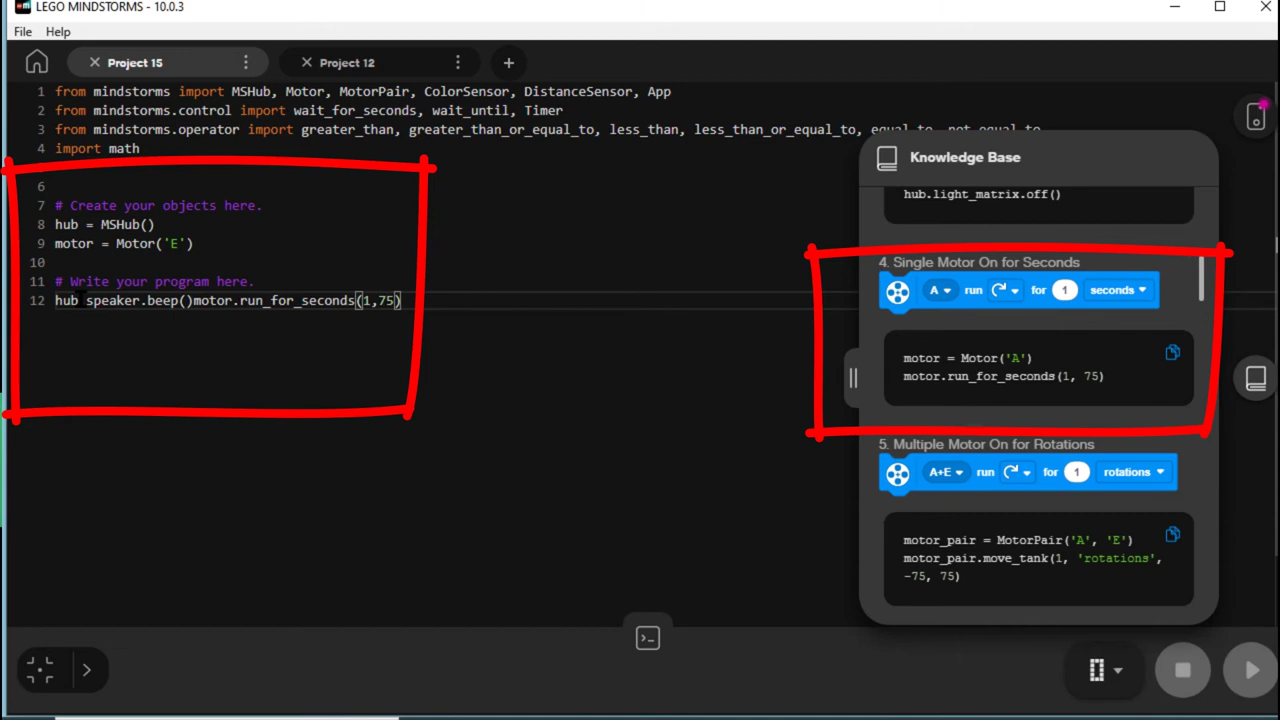 LEGO MINDSTORMS - 10.0.3
File Help
Project 15
Project 12
1 from mindstorms import MSHub, Motor, MotorPair, ColorSensor, DistanceSensor, App
2 from mindstorms.control import wait_for_seconds, wait_until, Timer
3 from mindstorms.operator import greater_than, greater_than_or_equal_to, less_than, less_than_or_equal_to, equal_to, not_equal_to
4 import math
6
7 # Create your objects here.
8 hub = MSHub()
9 motor = Motor('E')
10
11 # Write your program here.
12 hub speaker.beep()motor.run_for_seconds(1,75)
Knowledge Base
hub.light_matrix.off()
4. Single Motor On for Seconds
A run for 1 seconds
motor = Motor('A')
motor.run_for_seconds(1, 75)
5. Multiple Motor On for Rotations
A+E run for 1 rotations
motor_pair = MotorPair('A', 'E')
motor_pair.move_tank(1, 'rotations',
-75, 75)